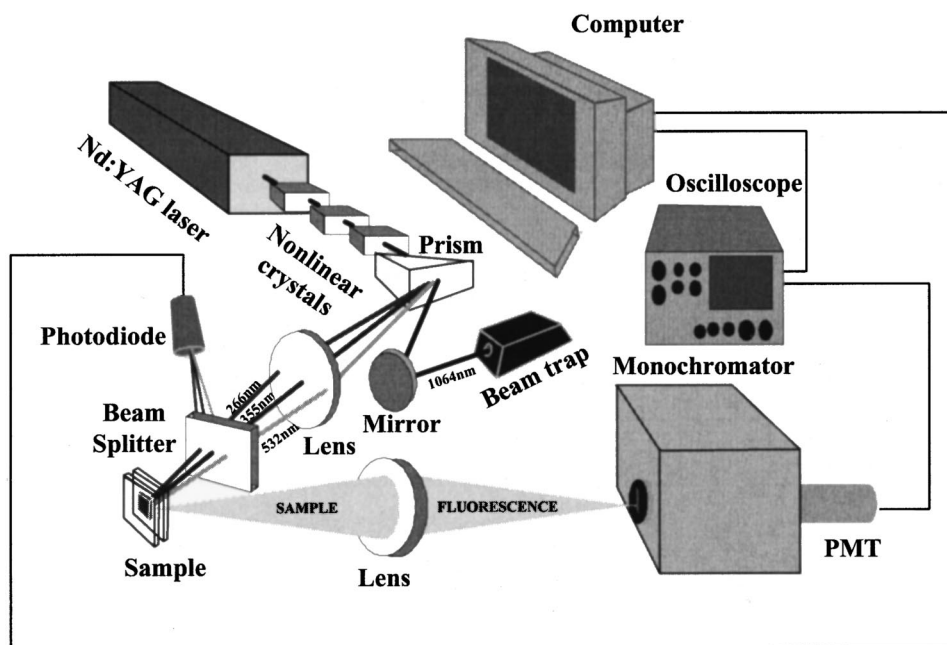 Computer
Nd:YAG laser
Oscilloscope
Nonlinear
crystals
Prism
Photodiode
Monochromator
1064nm
Beam trap
266nm
355nm
532nm
Beam
Splitter
Lens
Mirror
SAMPLE
FLUORESCENCE
Sample
Lens
PMT